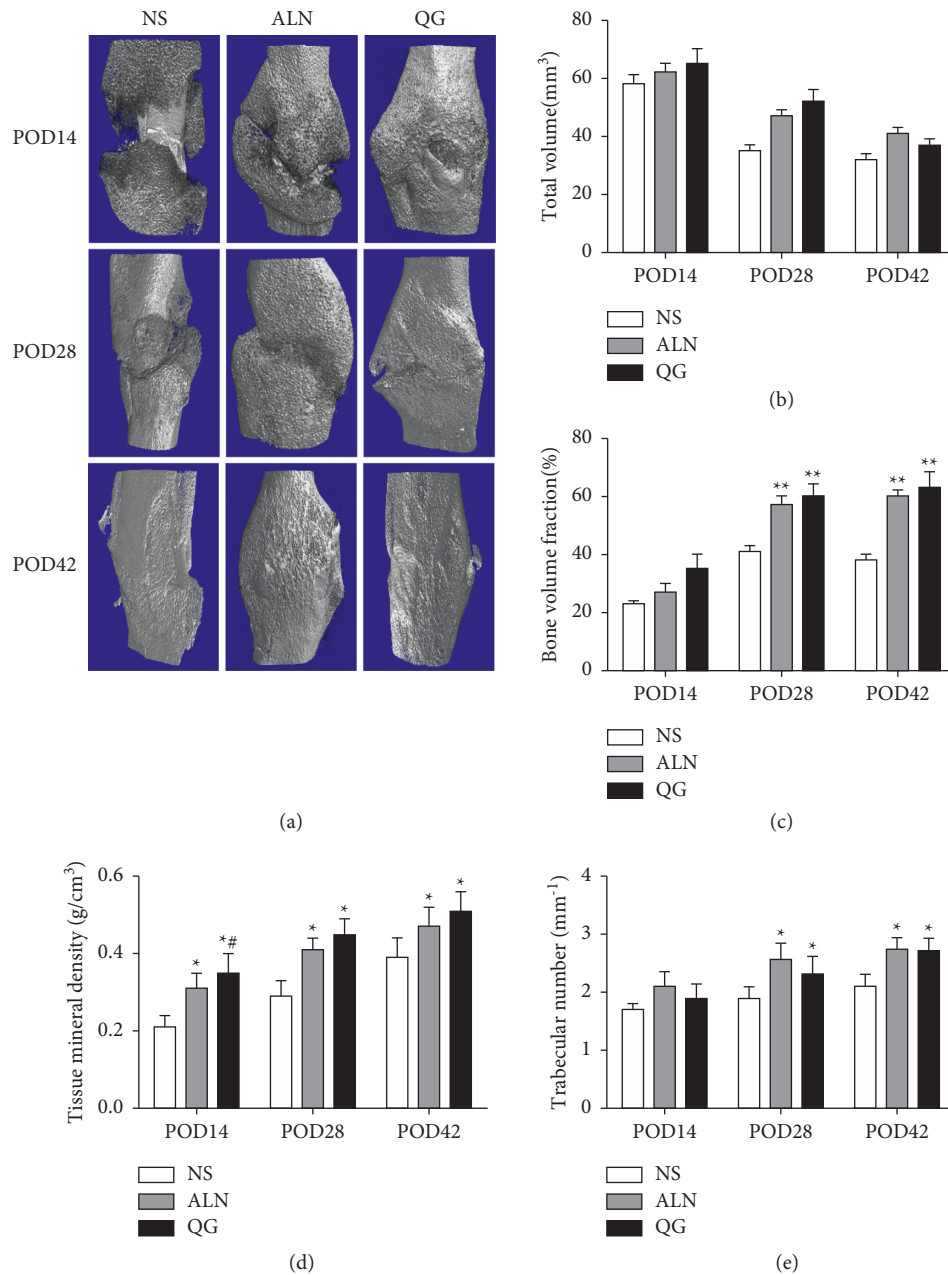 NS ALN QG
POD14
POD28
POD42
(a)
Total volume(mm³)
80
60
40
20
0
POD14 POD28 POD42
NS
ALN
QG
(b)
Bone volume fraction(%)
80
60
40
20
0
** ** ** **
POD14 POD28 POD42
NS
ALN
QG
(c)
Tissue mineral density (g/cm³)
0.6
0.4
0.2
0.0
* *# * * * *
POD14 POD28 POD42
NS
ALN
QG
(d)
Trabecular number (mm⁻¹)
4
3
2
1
0
* * * *
POD14 POD28 POD42
NS
ALN
QG
(e)